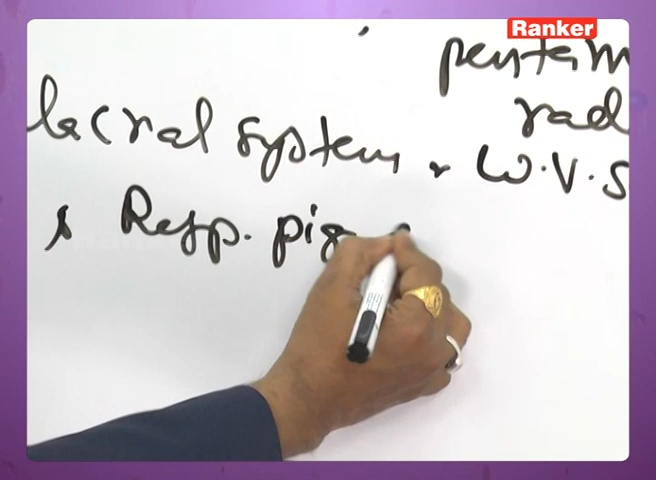 Ranker
pentam
rad
lacral system & W.V.S
& Resp. pig